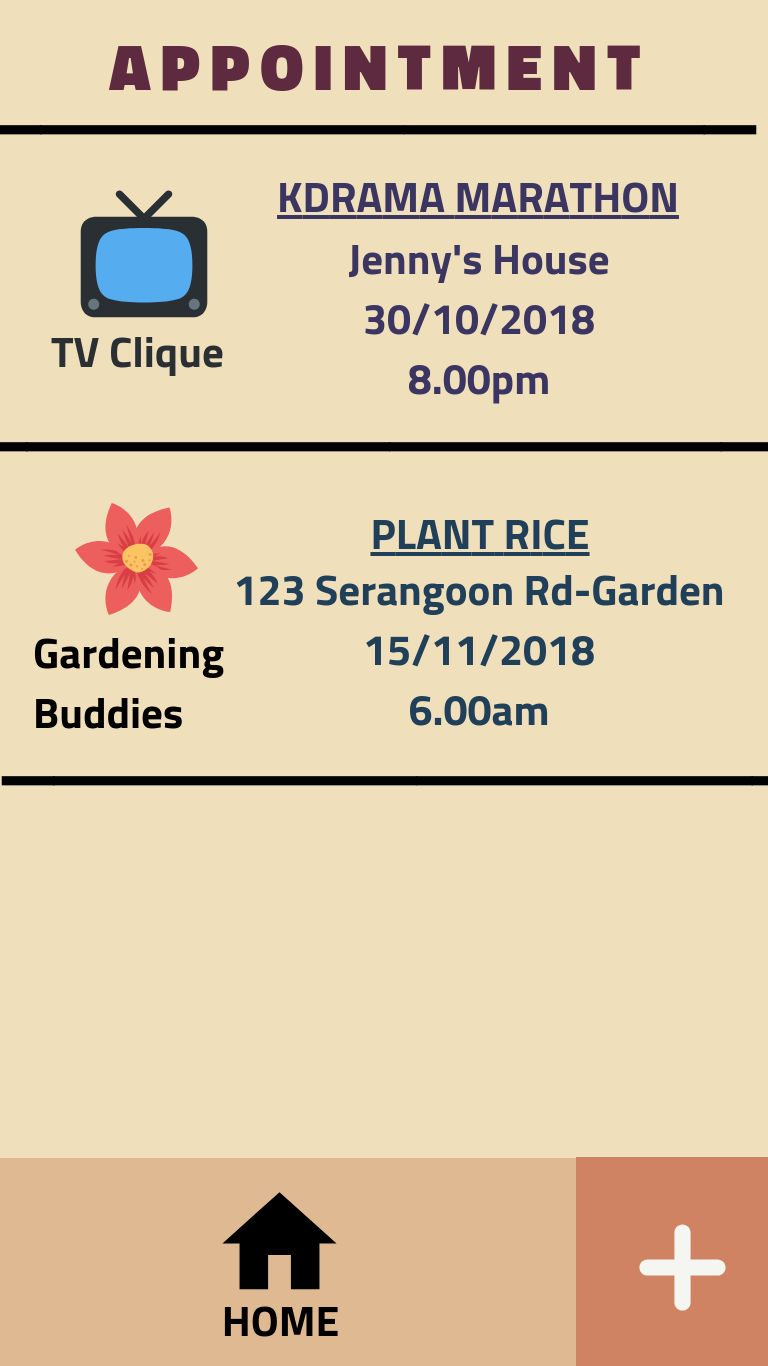 APPOINTMENT
KDRAMA MARATHON
Jenny's House
30/10/2018
8.00pm
TV Clique
PLANT RICE
123 Serangoon Rd-Garden
15/11/2018
6.00am
Gardening
Buddies
HOME